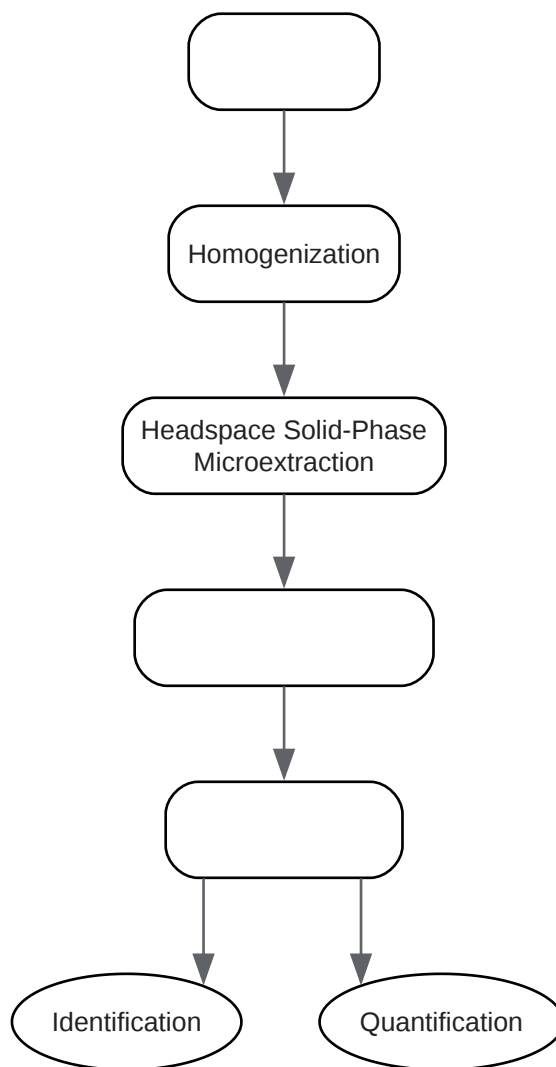 Homogenization
Headspace Solid-Phase
Microextraction
Identification
Quantification